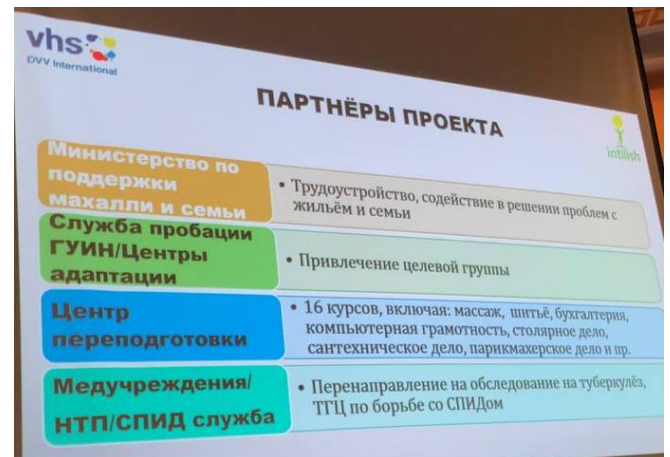 vhs
DVV International
ПАРТНЁРЫ ПРОЕКТА
intilish
Министерство по
поддержки
махалли и семьи
• Трудоустройство, содействие в решении проблем с
жильём и семьи
Служба пробации
ГУИН/Центры
адаптации
• Привлечение целевой группы
Центр
переподготовки
• 16 курсов, включая: массаж, шитьё, бухгалтерия,
компьютерная грамотность, столярное дело,
сантехническое дело, парикмахерское дело и пр.
Медучреждения/
НТП/СПИД служба
• Перенаправление на обследование на туберкулёз,
ТГЦ по борьбе со СПИДом